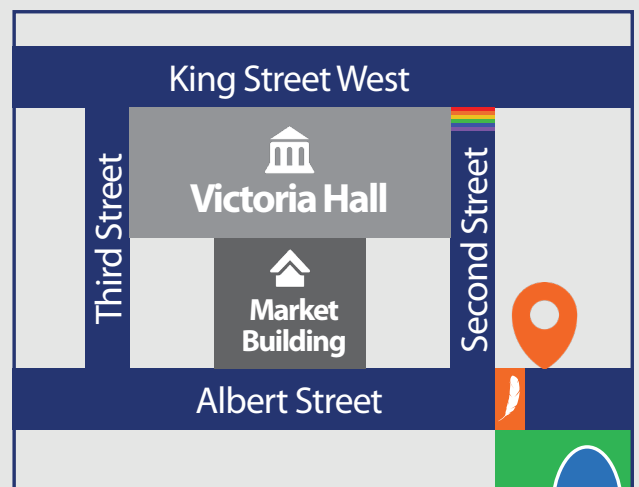 King Street West
Victoria Hall
Third Street
Second Street
Market
Building
Albert Street